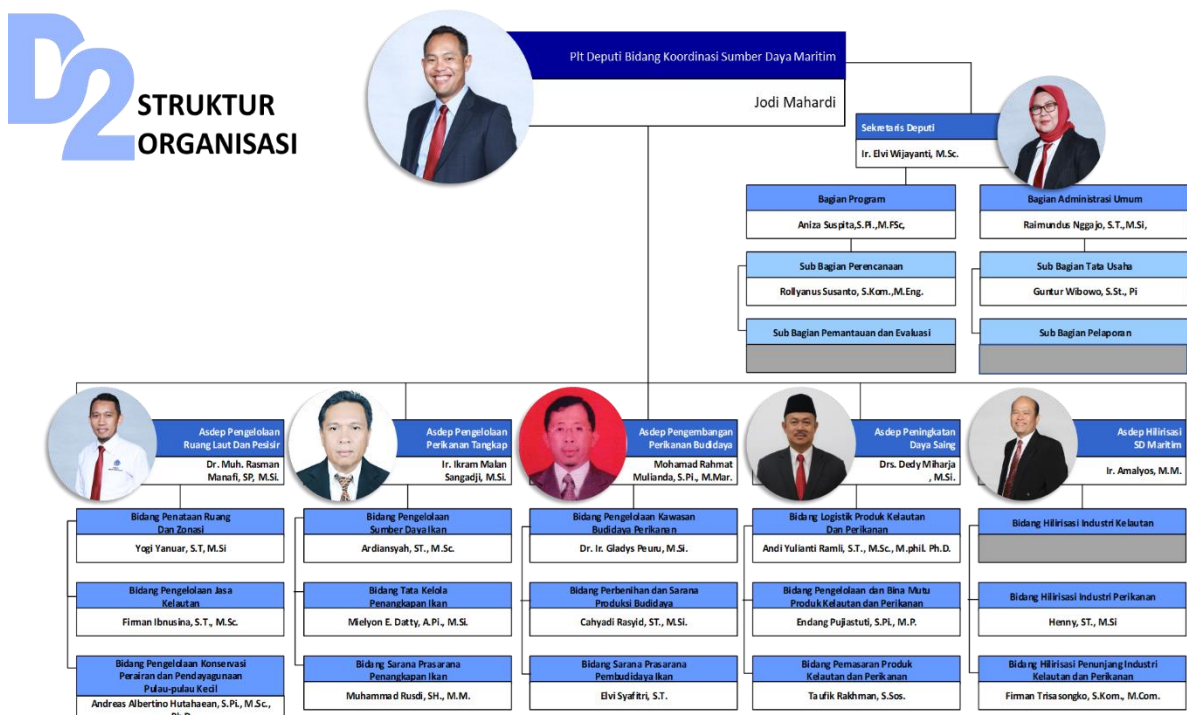 D2
STRUKTUR
ORGANISASI
Plt Deputi Bidang Koordinasi Sumber Daya Maritim
Jodi Mahardi
Sekretaris Deputi
Ir. Elvi Wijayanti, M.Sc.
Bagian Program
Aniza Suspita,S.Pi.,M.FSc,
Bagian Administrasi Umum
Raimundus Nggajo, S.T.,M.Si,
Sub Bagian Perencanaan
Rollyanus Susanto, S.Kom.,M.Eng.
Sub Bagian Tata Usaha
Guntur Wibowo, S.St., Pi
Sub Bagian Pemantauan dan Evaluasi
Sub Bagian Pelaporan
Asdep Pengelolaan
Ruang Laut Dan Pesisir
Dr. Muh. Rasman
Manafi, SP, M.Si.
Asdep Pengelolaan
Perikanan Tangkap
Ir. Ikram Malan
Sangadji, M.Si.
Asdep Pengembangan
Perikanan Budidaya
Mohamad Rahmat
Mulianda, S.Pi., M.Mar.
Asdep Peningkatan
Daya Saing
Drs. Dedy Miharja
, M.Si.
Asdep Hilirisasi
SD Maritim
Ir. Amalyos, M.M.
Bidang Penataan Ruang
Dan Zonasi
Yogi Yanuar, S.T, M.Si
Bidang Pengelolaan
Sumber Daya Ikan
Ardiansyah, ST., M.Sc.
Bidang Pengelolaan Kawasan
Budidaya Perikanan
Dr. Ir. Gladys Peuru, M.Si.
Bidang Logistik Produk Kelautan
Dan Perikanan
Andi Yulianti Ramli, S.T., M.Sc., M.phil. Ph.D.
Bidang Hilirisasi Industri Kelautan
Bidang Pengelolaan Jasa
Kelautan
Firman Ibnusina, S.T., M.Sc.
Bidang Tata Kelola
Penangkapan Ikan
Mielyon E. Datty, A.Pi., M.Si.
Bidang Perbenihan dan Sarana
Produksi Budidaya
Cahyadi Rasyid, ST., M.Si.
Bidang Pengelolaan dan Bina Mutu
Produk Kelautan dan Perikanan
Endang Pujiastuti, S.Pi., M.P.
Bidang Hilirisasi Industri Perikanan
Henny, ST., M.Si
Bidang Pengelolaan Konservasi
Perairan dan Pendayagunaan
Pulau-pulau Kecil
Andreas Albertino Hutahaean, S.Pi., M.Sc.,
Bidang Sarana Prasarana
Penangkapan Ikan
Muhammad Rusdi, SH., M.M.
Bidang Sarana Prasarana
Pembudidaya Ikan
Elvi Syafitri, S.T.
Bidang Pemasaran Produk
Kelautan dan Perikanan
Taufik Rakhman, S.Sos.
Bidang Hilirisasi Penunjang Industri
Kelautan dan Perikanan
Firman Trisasongko, S.Kom., M.Com.